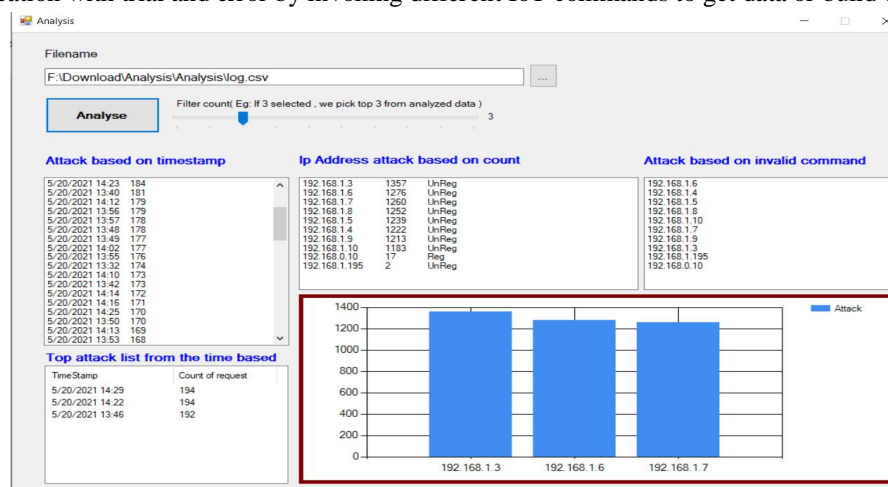 cation with trial and error by invoking different IoT commands to get data or build
Analysis
Filename
F:\Download\Analysis\Analysis\log.csv
...
Analyse
Filter count( Eg: If 3 selected , we pick top 3 from analyzed data )
3
Attack based on timestamp
5/20/2021 14:23 184
5/20/2021 13:40 181
5/20/2021 14:12 179
5/20/2021 13:56 179
5/20/2021 13:57 178
5/20/2021 13:48 178
5/20/2021 13:49 177
5/20/2021 14:02 177
5/20/2021 13:55 176
5/20/2021 13:32 174
5/20/2021 14:10 173
5/20/2021 13:42 173
5/20/2021 14:14 172
5/20/2021 14:16 171
5/20/2021 14:25 170
5/20/2021 13:50 170
5/20/2021 14:13 169
5/20/2021 13:53 168
Ip Address attack based on count
192.168.1.3 1357 UnReg
192.168.1.6 1276 UnReg
192.168.1.7 1260 UnReg
192.168.1.8 1252 UnReg
192.168.1.5 1239 UnReg
192.168.1.4 1222 UnReg
192.168.1.9 1213 UnReg
192.168.1.10 1183 UnReg
192.168.0.10 17 Reg
192.168.1.195 2 UnReg
Attack based on invalid command
192.168.1.6
192.168.1.4
192.168.1.5
192.168.1.8
192.168.1.10
192.168.1.7
192.168.1.9
192.168.1.3
192.168.1.195
192.168.0.10
Top attack list from the time based
TimeStamp Count of request
5/20/2021 14:29 194
5/20/2021 14:22 194
5/20/2021 13:46 192
1400
1200
1000
800
600
400
200
0
192.168.1.3 192.168.1.6 192.168.1.7
Attack